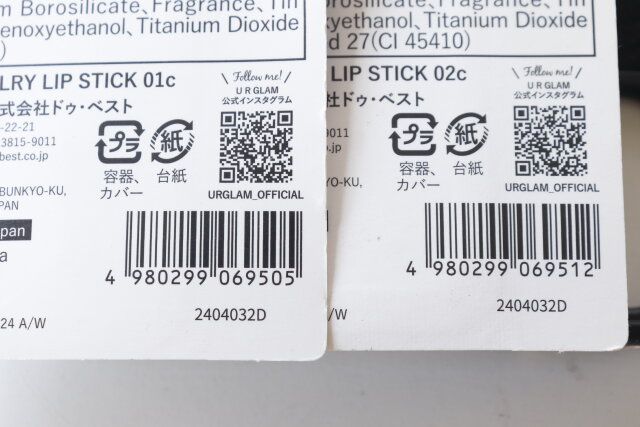 m Borosilicate、Fragrance、Tin
enoxyethanol、Titanium Dioxide
)
LRY LIP STICK 01c
式会社ドゥ・ベスト
-22-21
3815-9011
best.co.jp
BUNKYO-KU,
PAN
pan
a
24 A/W
プラ
容器、
カバー
紙
台紙
Follow me!
U R GLAM
公式インスタグラム
URGLAM_OFFICIAL
4 980299 069505
2404032D
oxyethanol、Titanium Dioxide
d 27(CI 45410)
LIP STICK 02c
ドゥ・ベスト
9011
.jp
YO-KU,
プラ
容器、
カバー
紙
台紙
Follow me!
U R GLAM
公式インスタグラム
URGLAM_OFFICIAL
4 980299 069512
2404032D